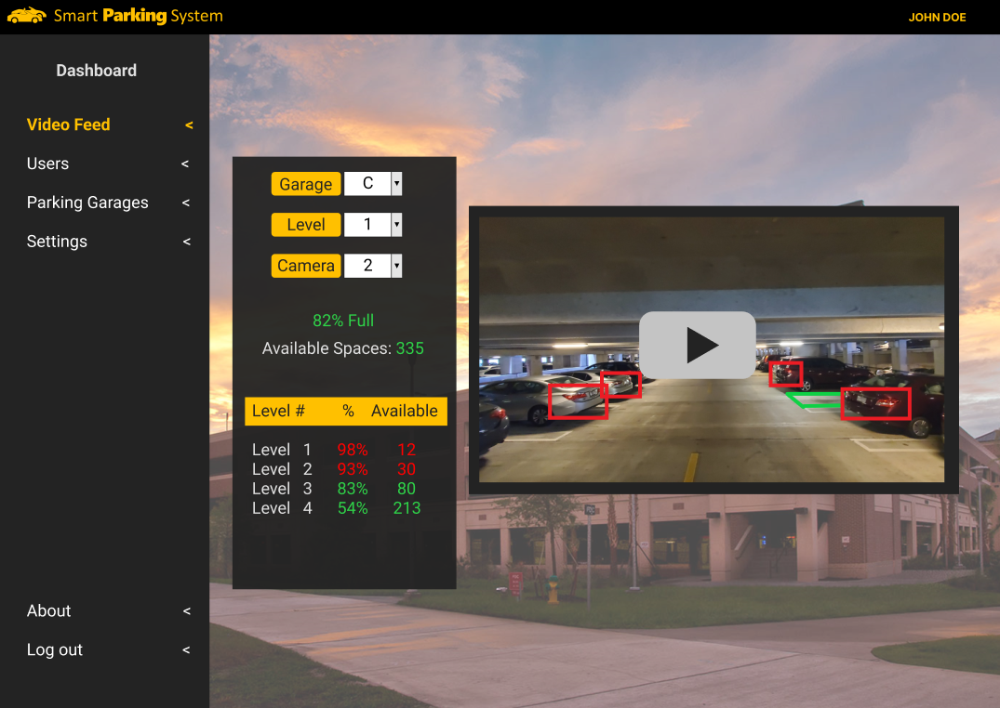 Smart Parking System
JOHN DOE
Dashboard
Video Feed <
Users <
Parking Garages <
Settings <
About <
Log out <
Garage C
Level 1
Camera 2
82% Full
Available Spaces: 335
Level # % Available
Level 1 98% 12
Level 2 93% 30
Level 3 83% 80
Level 4 54% 213